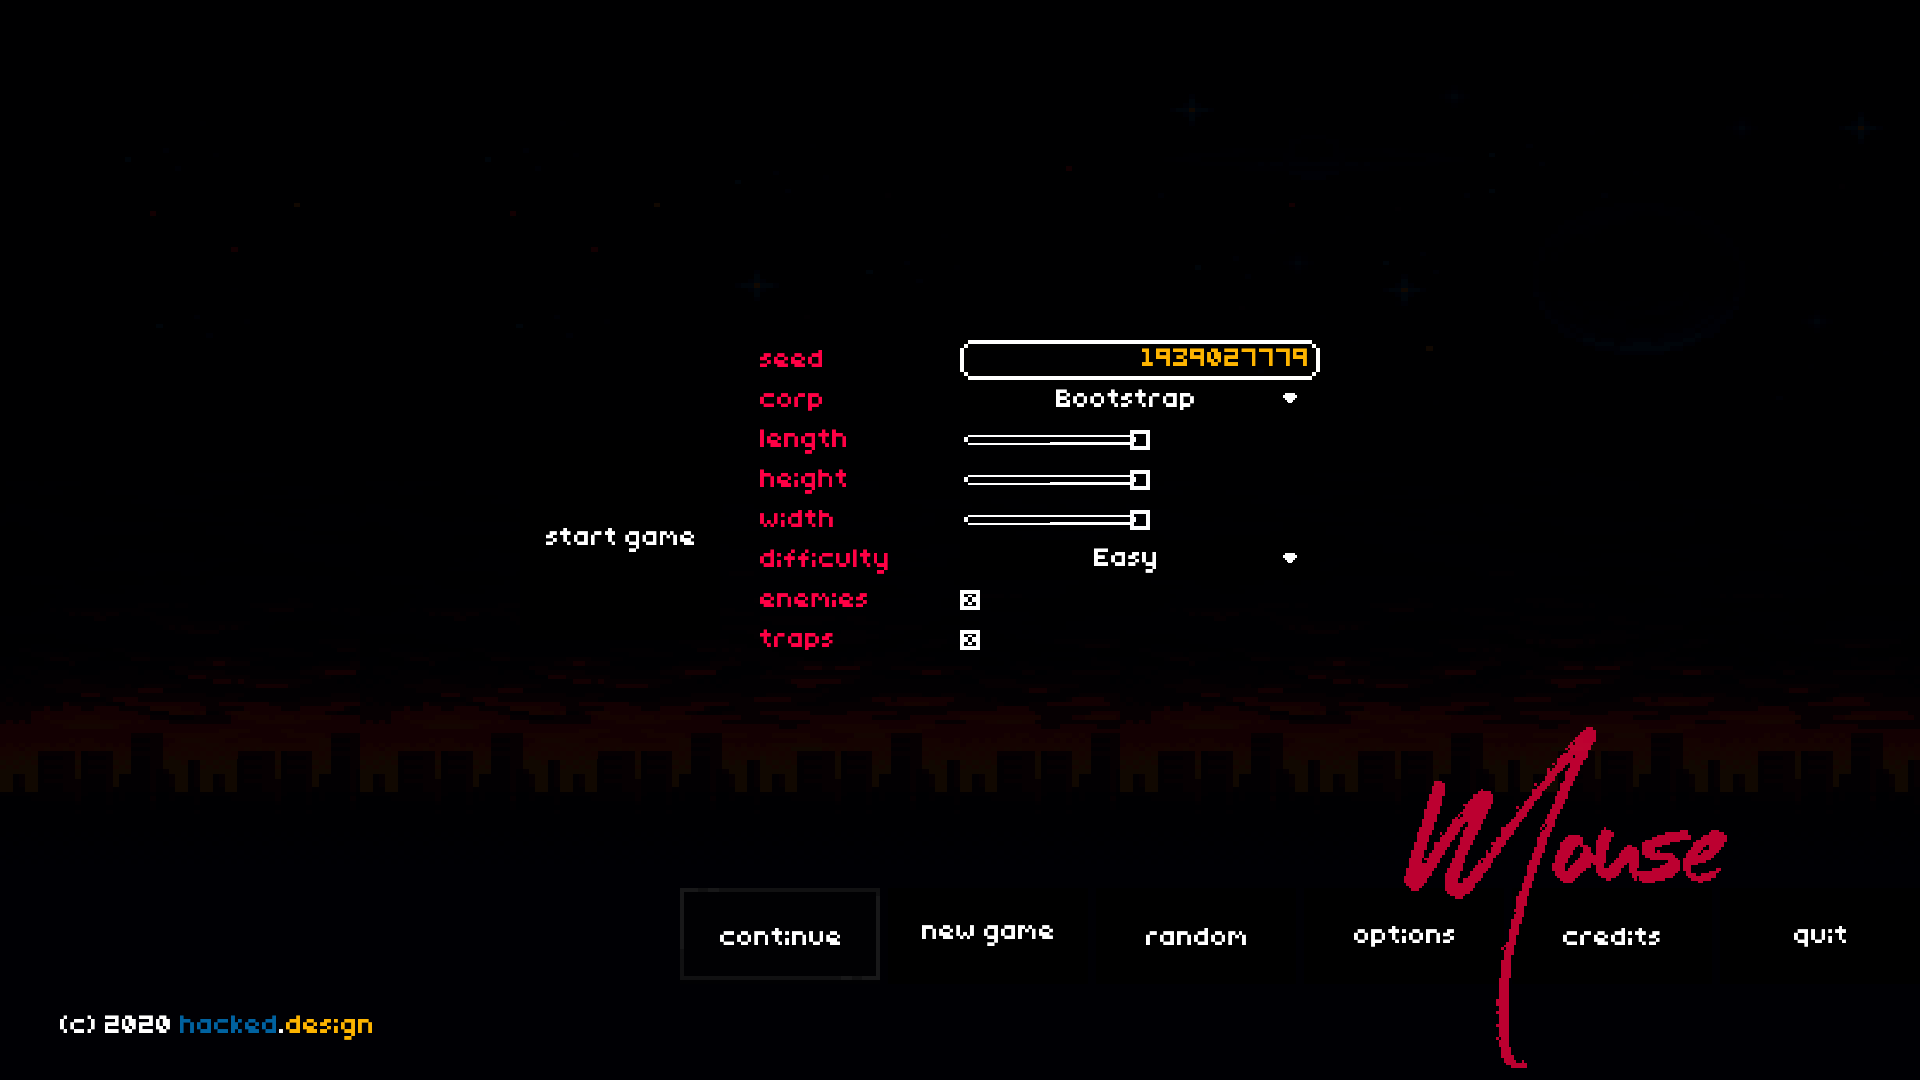 seed 1939027779
corp Bootstrap
length
height
width
start game
difficulty Easy
enemies
traps
Mouse
continue new game random options credits quit
(c) 2020 hacked.design